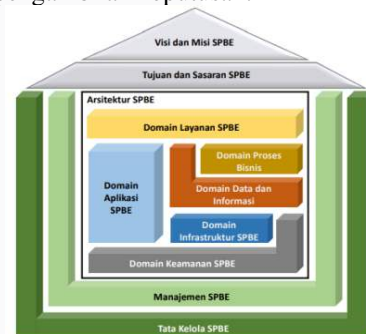 Visi dan Misi SPBE
Tujuan dan Sasaran SPBE
Arsitektur SPBE
Domain Layanan SPBE
Domain
Aplikasi
SPBE
Domain Proses
Bisnis
Domain Data dan
Informasi
Domain
Infrastruktur SPBE
Domain Keamanan SPBE
Manajemen SPBE
Tata Kelola SPBE